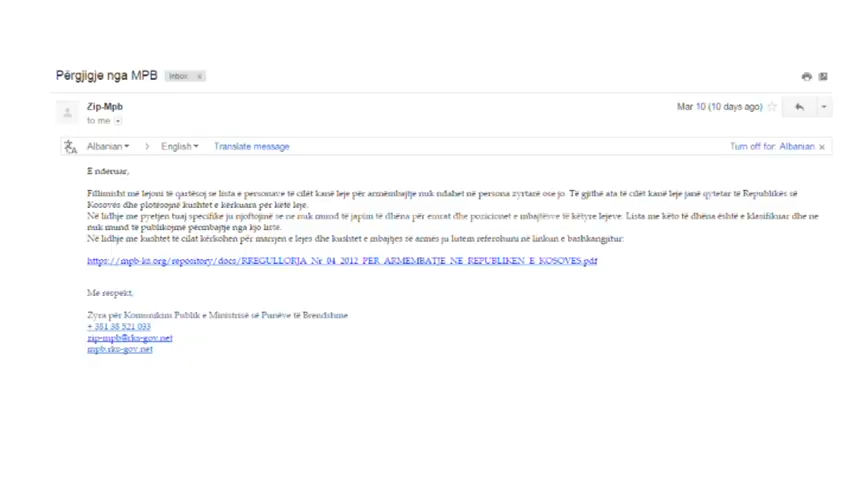 Përgjigje nga MPB Inbox x
Zip-Mpb Mar 10 (10 days ago)
to me
Albanian > English Translate message Turn off for: Albanian x
E nderuar,
Fillimisht më lejoni të qartësoj se lista e personave të cilët kanë leje për armëmbajtje nuk ndahet në persona zyrtarë ose jo. Të gjithë ata të cilët kanë leje janë qytetar të Republikës së
Kosovës dhe plotësojnë kushtet e kërkuara për këtë leje.
Në lidhje me pyetjen tuaj specifike ju njoftojmë se ne nuk mund të japim të dhëna për emrat dhe pozicionet e mbajtësve të këtyre lejeve. Lista me këto të dhëna është e klasifikuar dhe ne
nuk mund të publikojmë përmbajtje nga kjo listë.
Në lidhje me kushtet të cilat kërkohen për marrjen e lejes dhe kushtet e mbajtjes së armës ju lutem referohuni në linkun e bashkangjitur:
https://mpb-ks.org/repository/docs/RREGULLORJA_Nr_04_2012_PER_ARMEMBATJE_NE_REPUBLIKEN_E_KOSOVES.pdf
Me respekt,
Zyra për Komunikim Publik e Ministrisë së Punëve të Brendshme
+ 381 38 521 033
zip-mpb@rks-gov.net
mpb.rks-gov.net